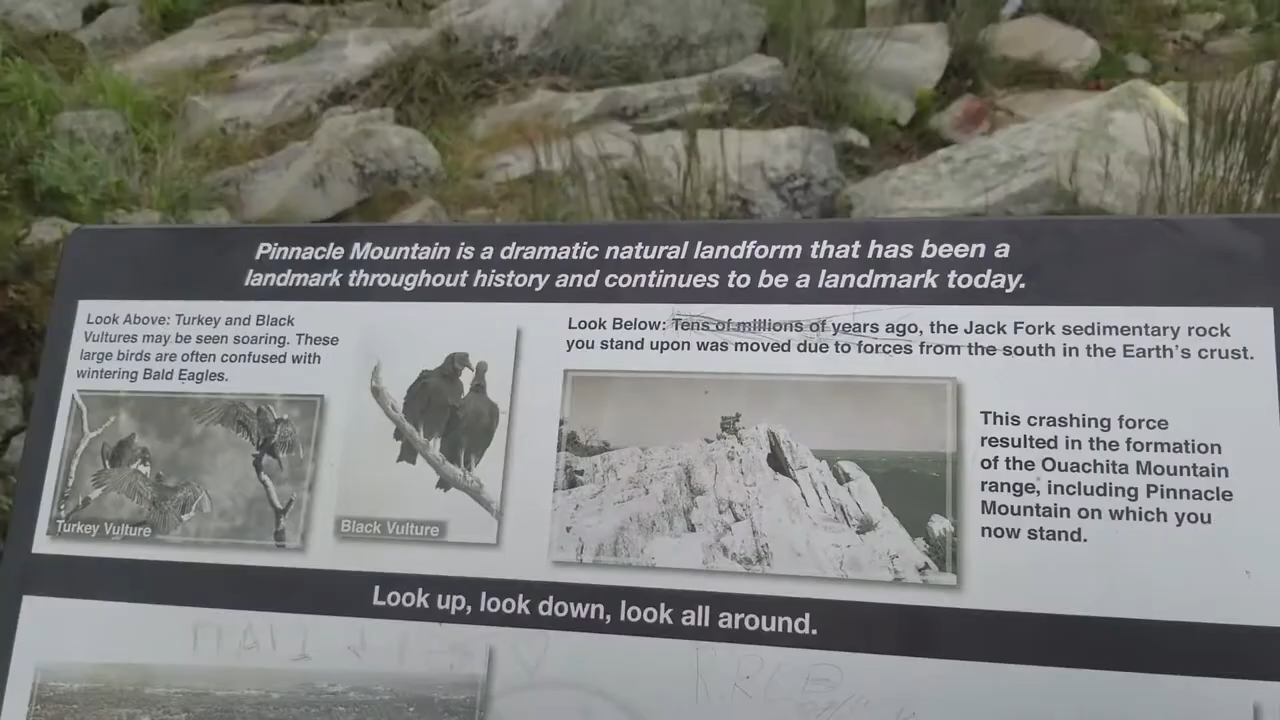 Pinnacle Mountain is a dramatic natural landform that has been a
landmark throughout history and continues to be a landmark today.
Look Above: Turkey and Black
Vultures may be seen soaring. These
large birds are often confused with
wintering Bald Eagles.
Turkey Vulture
Black Vulture
Look Below: Tens of millions of years ago, the Jack Fork sedimentary rock
you stand upon was moved due to forces from the south in the Earth's crust.
This crashing force
resulted in the formation
of the Ouachita Mountain
range, including Pinnacle
Mountain on which you
now stand.
Look up, look down, look all around.